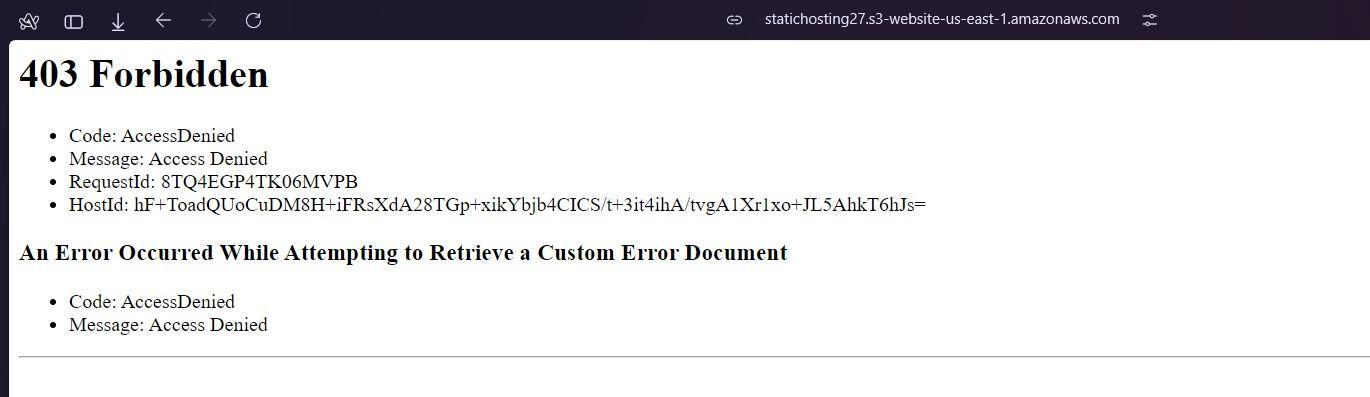 statichosting27.s3-website-us-east-1.amazonaws.com
403 Forbidden
• Code: AccessDenied
• Message: Access Denied
• RequestId: 8TQ4EGP4TK06MVPB
• HostId: hF+ToadQUoCuDM8H+iFRsXdA28TGp+xikYbjb4CICS/t+3it4ihA/tvgA1Xr1xo+JL5AhkT6hJs=
An Error Occurred While Attempting to Retrieve a Custom Error Document
• Code: AccessDenied
• Message: Access Denied